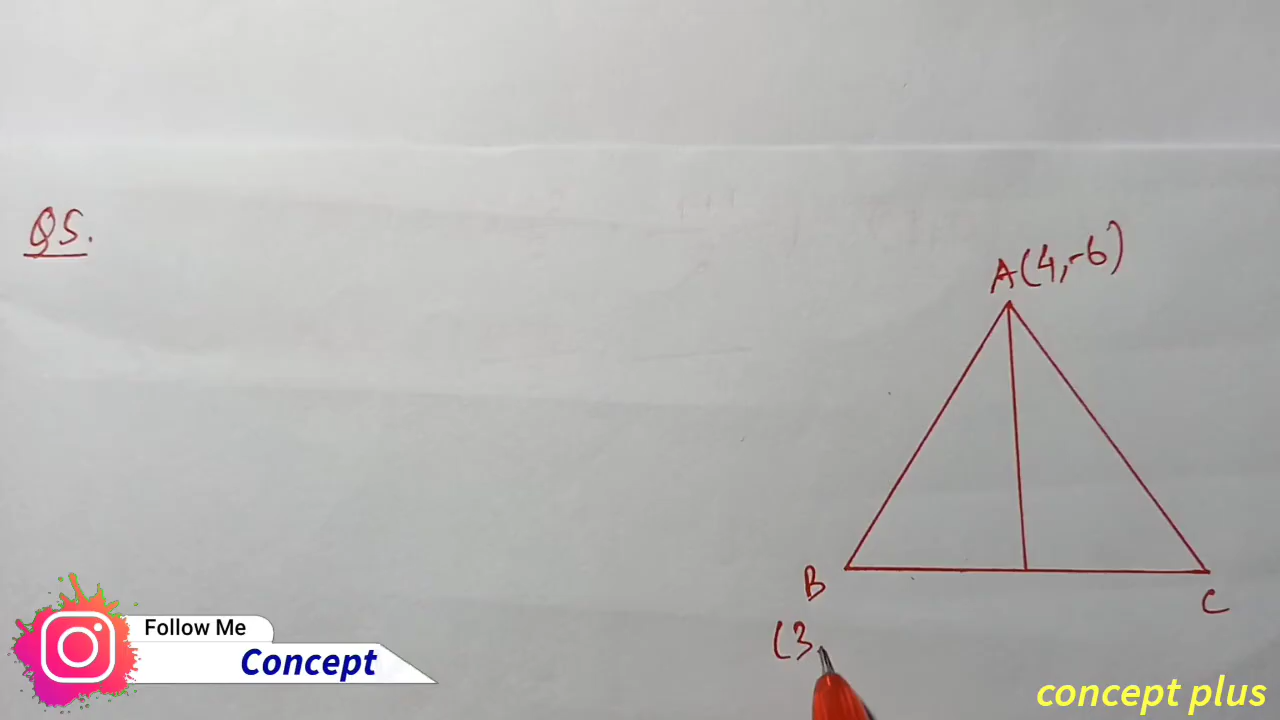 Q5.
A(4,-6)
B
C
(3,
Follow Me
Concept
concept plus